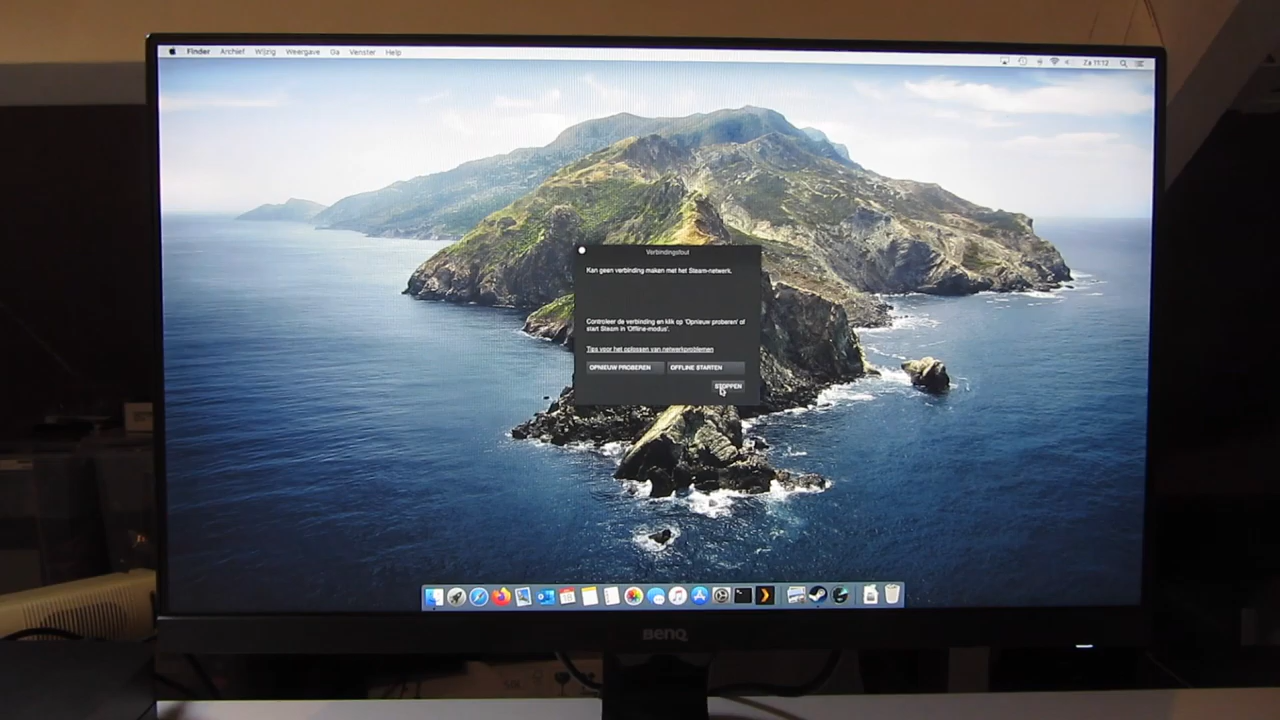 Finder Archief Wijzig Weergave Ga Venster Help
Za 11:12
Verbindingsfout
Kan geen verbinding maken met het Steam-netwerk.
Controleer de verbinding en klik op 'Opnieuw proberen' of
start Steam in 'Offline-modus'.
Tips voor het oplossen van netwerkproblemen
OPNIEUW PROBEREN OFFLINE STARTEN
STOPPEN
18
BenQ